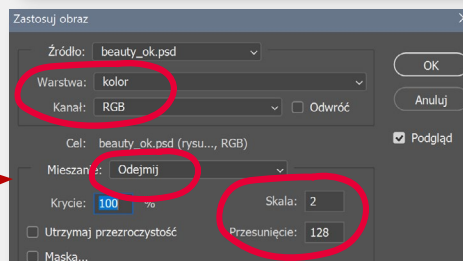 Zastosuj obraz
Źródło: beauty_ok.psd
OK
Warstwa: kolor
Kanał: RGB
Odwróć
Anuluj
Cel: beauty_ok.psd (rysu..., RGB)
Podgląd
Mieszanie: Odejmij
Krycie: 100 %
Skala: 2
Utrzymaj przezroczystość
Przesunięcie: 128
Maska...